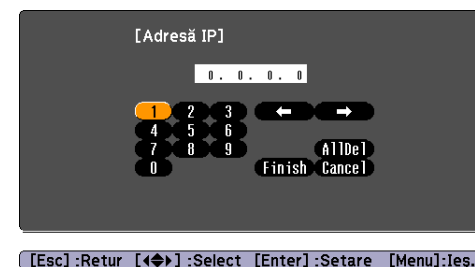 [Adresă IP]
0. 0. 0. 0
1 2 3 ← →
4 5 6
7 8 9 AllDel
0 Finish Cancel
[Esc] :Retur [◂◆▸] :Select [Enter] :Setare [Menu]:Ieș.